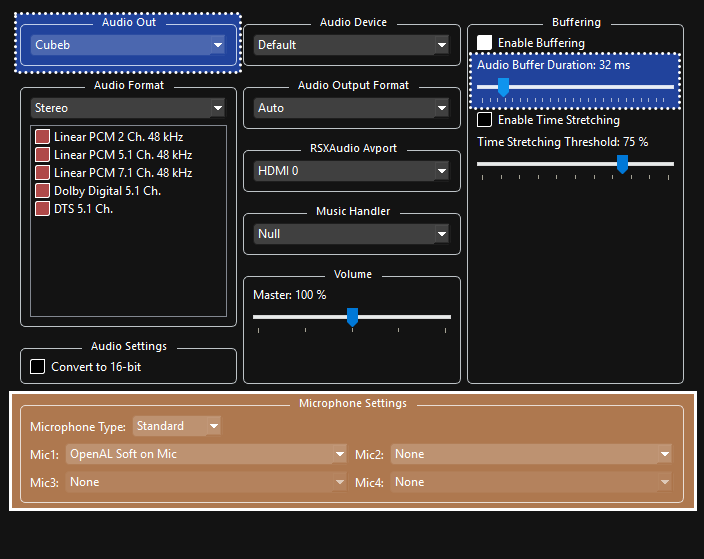 Audio Out
Cubeb
Audio Format
Stereo
Linear PCM 2 Ch. 48 kHz
Linear PCM 5.1 Ch. 48 kHz
Linear PCM 7.1 Ch. 48 kHz
Dolby Digital 5.1 Ch.
DTS 5.1 Ch.
Audio Settings
Convert to 16-bit
Audio Device
Default
Audio Output Format
Auto
RSXAudio Avport
HDMI 0
Music Handler
Null
Volume
Master: 100 %
Buffering
Enable Buffering
Audio Buffer Duration: 32 ms
Enable Time Stretching
Time Stretching Threshold: 75 %
Microphone Settings
Microphone Type: Standard
Mic1: OpenAL Soft on Mic Mic2: None
Mic3: None Mic4: None